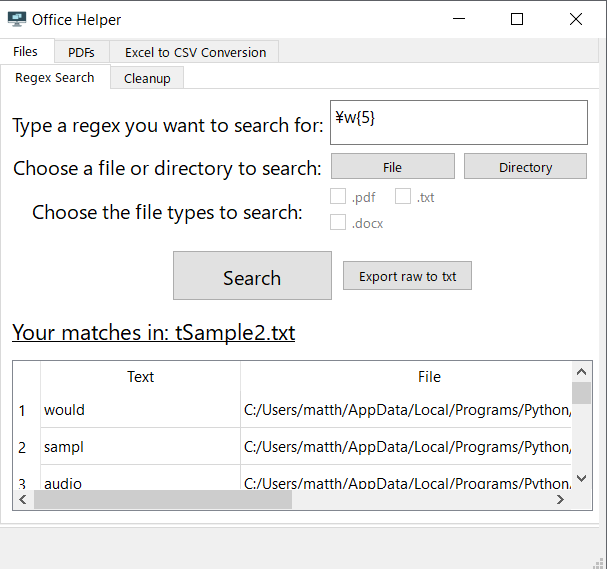 Office Helper
Files PDFs Excel to CSV Conversion
Regex Search Cleanup
Type a regex you want to search for: ¥w{5}
Choose a file or directory to search: File Directory
Choose the file types to search: .pdf .txt
.docx
Search Export raw to txt
Your matches in: tSample2.txt
Text File
1 would C:/Users/matth/AppData/Local/Programs/Python/
2 sampl C:/Users/matth/AppData/Local/Programs/Python/
3 audio C:/Users/matth/AppData/Local/Programs/Python/